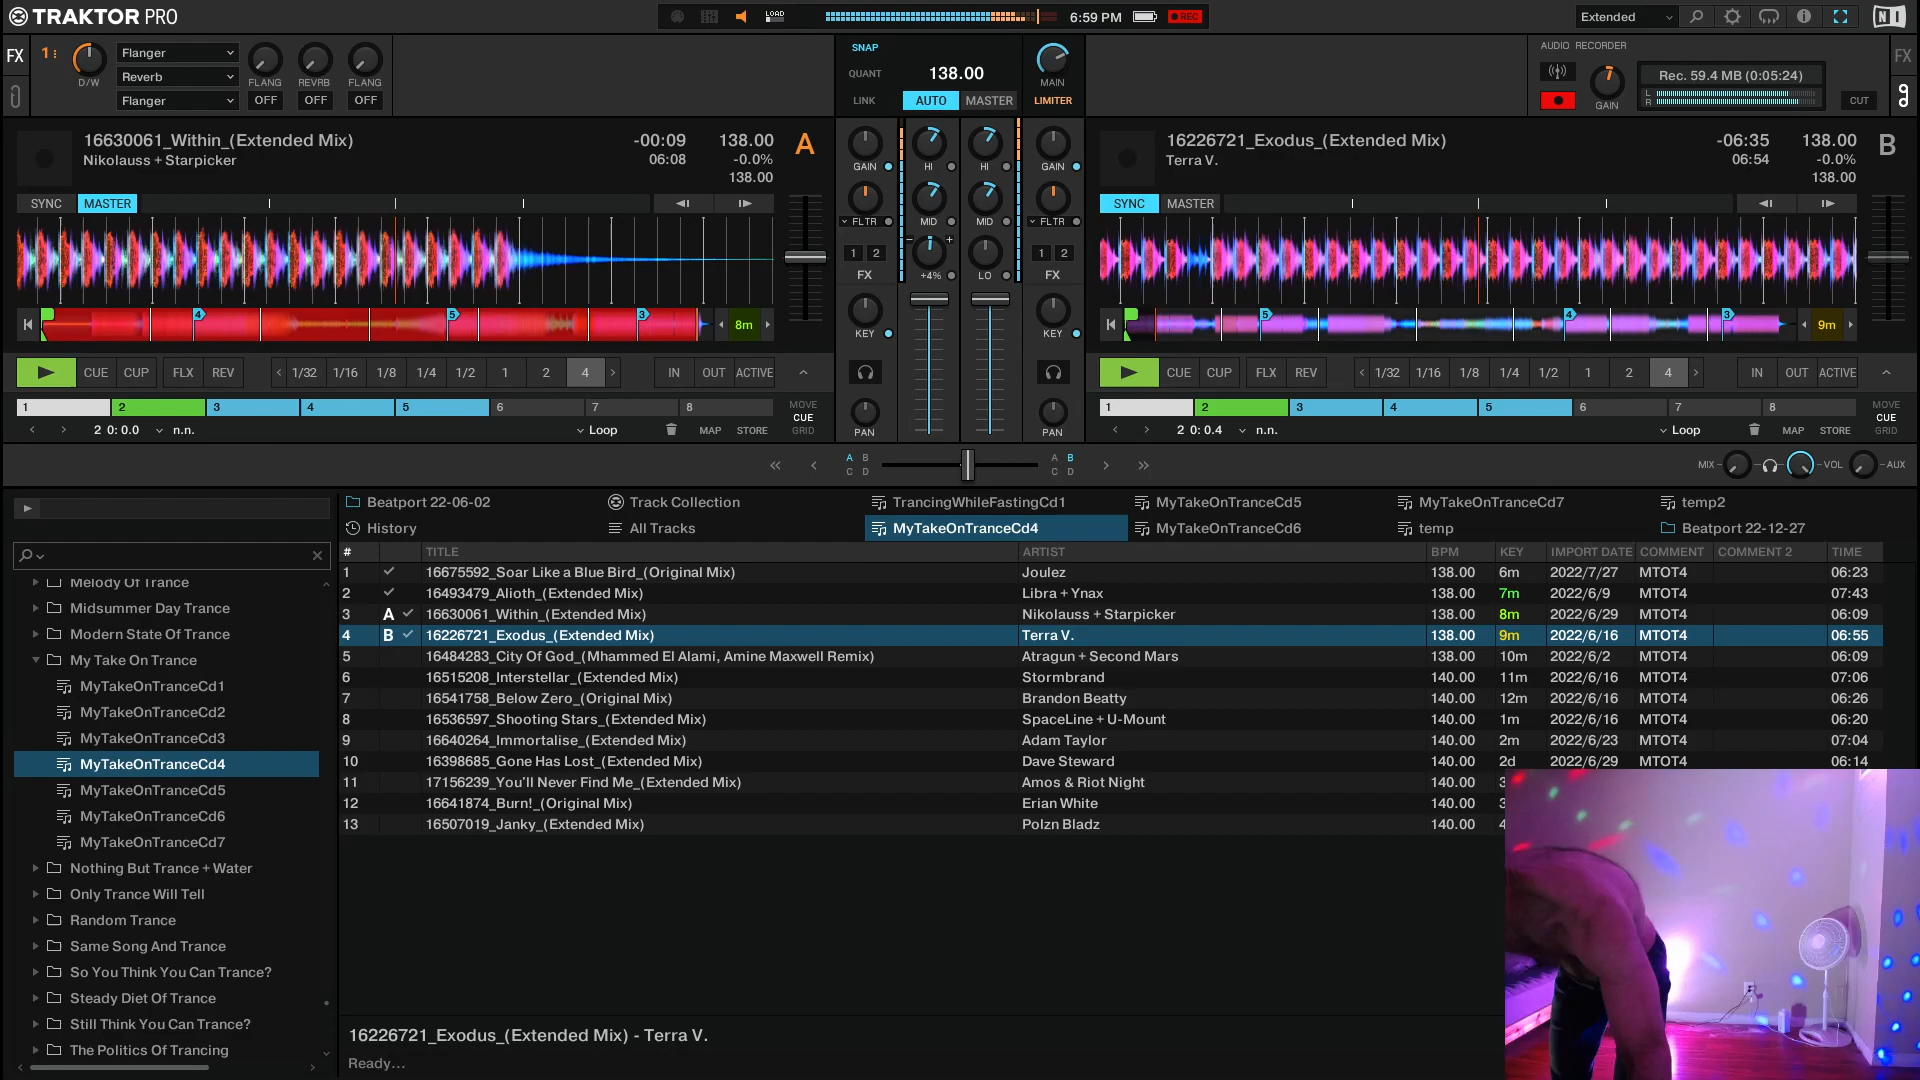 TRAKTOR PRO
LOAD
6:59 PM
REC
Extended
FX
1
D/W
Flanger
Reverb
Flanger
FLANG
REVRB
FLANG
OFF
OFF
OFF
SNAP
QUANT
LINK
138.00
AUTO
MASTER
MAIN
LIMITER
AUDIO RECORDER
GAIN
Rec. 59.4 MB (0:05:24)
L
R
CUT
FX
16630061_Within_(Extended Mix)
Nikolauss + Starpicker
-00:09
06:08
138.00
-0.0%
138.00
A
SYNC
MASTER
4
5
3
8m
CUE
CUP
FLX
REV
1/32
1/16
1/8
1/4
1/2
1
2
4
IN
OUT
ACTIVE
1
2
3
4
5
6
7
8
MOVE
CUE
GRID
2 0: 0.0
n.n.
Loop
MAP
STORE
GAIN
HI
HI
GAIN
FLTR
MID
MID
FLTR
1
2
1
2
FX
+4%
LO
FX
KEY
KEY
PAN
PAN
16226721_Exodus_(Extended Mix)
Terra V.
-06:35
06:54
138.00
-0.0%
138.00
B
SYNC
MASTER
5
4
3
9m
CUE
CUP
FLX
REV
1/32
1/16
1/8
1/4
1/2
1
2
4
IN
OUT
ACTIVE
1
2
3
4
5
6
7
8
MOVE
CUE
GRID
2 0: 0.4
n.n.
Loop
MAP
STORE
A B
C D
A B
C D
MIX
VOL
AUX
Melody Of Trance
Midsummer Day Trance
Modern State Of Trance
My Take On Trance
MyTakeOnTranceCd1
MyTakeOnTranceCd2
MyTakeOnTranceCd3
MyTakeOnTranceCd4
MyTakeOnTranceCd5
MyTakeOnTranceCd6
MyTakeOnTranceCd7
Nothing But Trance + Water
Only Trance Will Tell
Random Trance
Same Song And Trance
So You Think You Can Trance?
Steady Diet Of Trance
Still Think You Can Trance?
The Politics Of Trancing
Beatport 22-06-02
Track Collection
TrancingWhileFastingCd1
MyTakeOnTranceCd5
MyTakeOnTranceCd7
temp2
History
All Tracks
MyTakeOnTranceCd4
MyTakeOnTranceCd6
temp
Beatport 22-12-27
# TITLE ARTIST BPM KEY IMPORT DATE COMMENT COMMENT 2 TIME
1 16675592_Soar Like a Blue Bird_(Original Mix) Joulez 138.00 6m 2022/7/27 MTOT4 06:23
2 16493479_Alioth_(Extended Mix) Libra + Ynax 138.00 7m 2022/6/9 MTOT4 07:43
3 A 16630061_Within_(Extended Mix) Nikolauss + Starpicker 138.00 8m 2022/6/29 MTOT4 06:09
4 B 16226721_Exodus_(Extended Mix) Terra V. 138.00 9m 2022/6/16 MTOT4 06:55
5 16484283_City Of God_(Mhammed El Alami, Amine Maxwell Remix) Atragun + Second Mars 138.00 10m 2022/6/2 MTOT4 06:09
6 16515208_Interstellar_(Extended Mix) Stormbrand 140.00 11m 2022/6/16 MTOT4 07:06
7 16541758_Below Zero_(Original Mix) Brandon Beatty 140.00 12m 2022/6/16 MTOT4 06:26
8 16536597_Shooting Stars_(Extended Mix) SpaceLine + U-Mount 140.00 1m 2022/6/16 MTOT4 06:20
9 16640264_Immortalise_(Extended Mix) Adam Taylor 140.00 2m 2022/6/23 MTOT4 07:04
10 16398685_Gone Has Lost_(Extended Mix) Dave Steward 140.00 2d 2022/6/29 MTOT4 06:14
11 17156239_You'll Never Find Me_(Extended Mix) Amos & Riot Night 140.00 3
12 16641874_Burn!_(Original Mix) Erian White 140.00 3
13 16507019_Janky_(Extended Mix) Polzn Bladz 140.00 4
16226721_Exodus_(Extended Mix) - Terra V.
Ready...